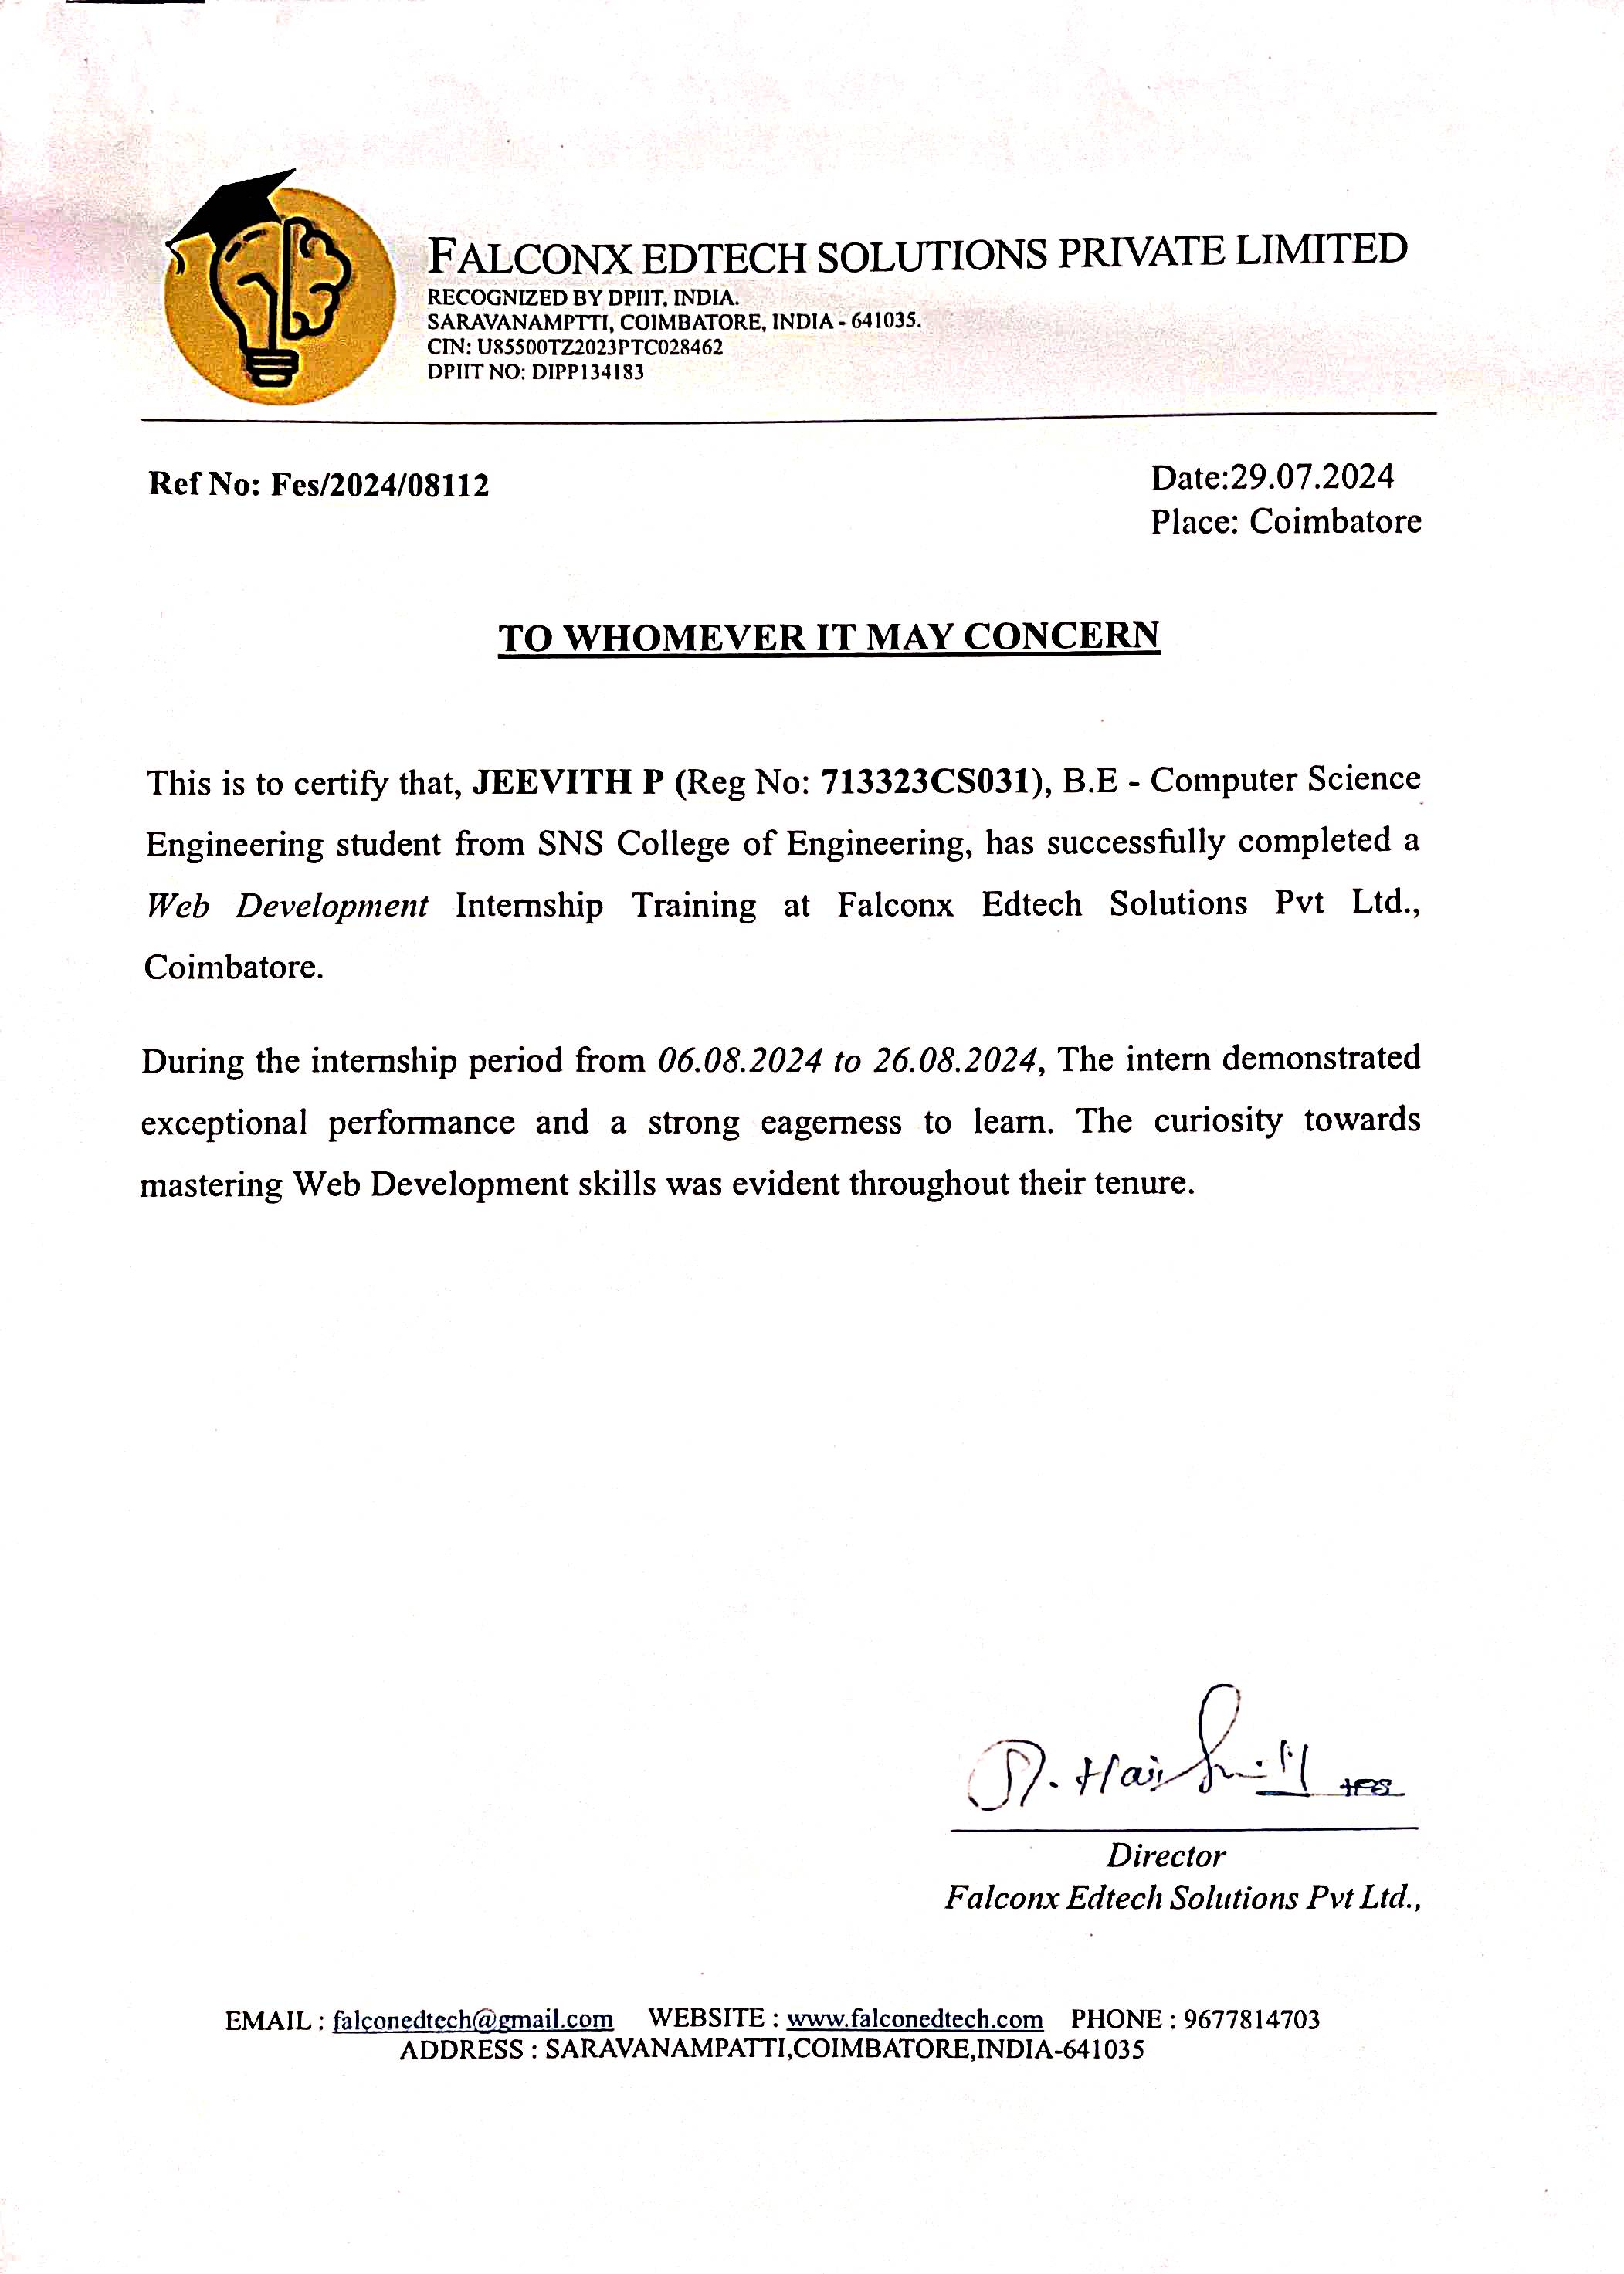 FALCONX EDTECH SOLUTIONS PRIVATE LIMITED
RECOGNIZED BY DPIIT, INDIA.
SARAVANAMPTTI, COIMBATORE, INDIA - 641035.
CIN: U85500TZ2023PTC028462
DPIIT NO: DIPP134183
Ref No: Fes/2024/08112
Date:29.07.2024
Place: Coimbatore
TO WHOMEVER IT MAY CONCERN
This is to certify that, JEEVITH P (Reg No: 713323CS031), B.E - Computer Science
Engineering student from SNS College of Engineering, has successfully completed a
Web Development Internship Training at Falconx Edtech Solutions Pvt Ltd.,
Coimbatore.
During the internship period from 06.08.2024 to 26.08.2024, The intern demonstrated
exceptional performance and a strong eagerness to learn. The curiosity towards
mastering Web Development skills was evident throughout their tenure.
Director
Falconx Edtech Solutions Pvt Ltd.,
EMAIL : falconedtech@gmail.com WEBSITE : www.falconedtech.com PHONE : 9677814703
ADDRESS : SARAVANAMPATTI,COIMBATORE,INDIA-641035